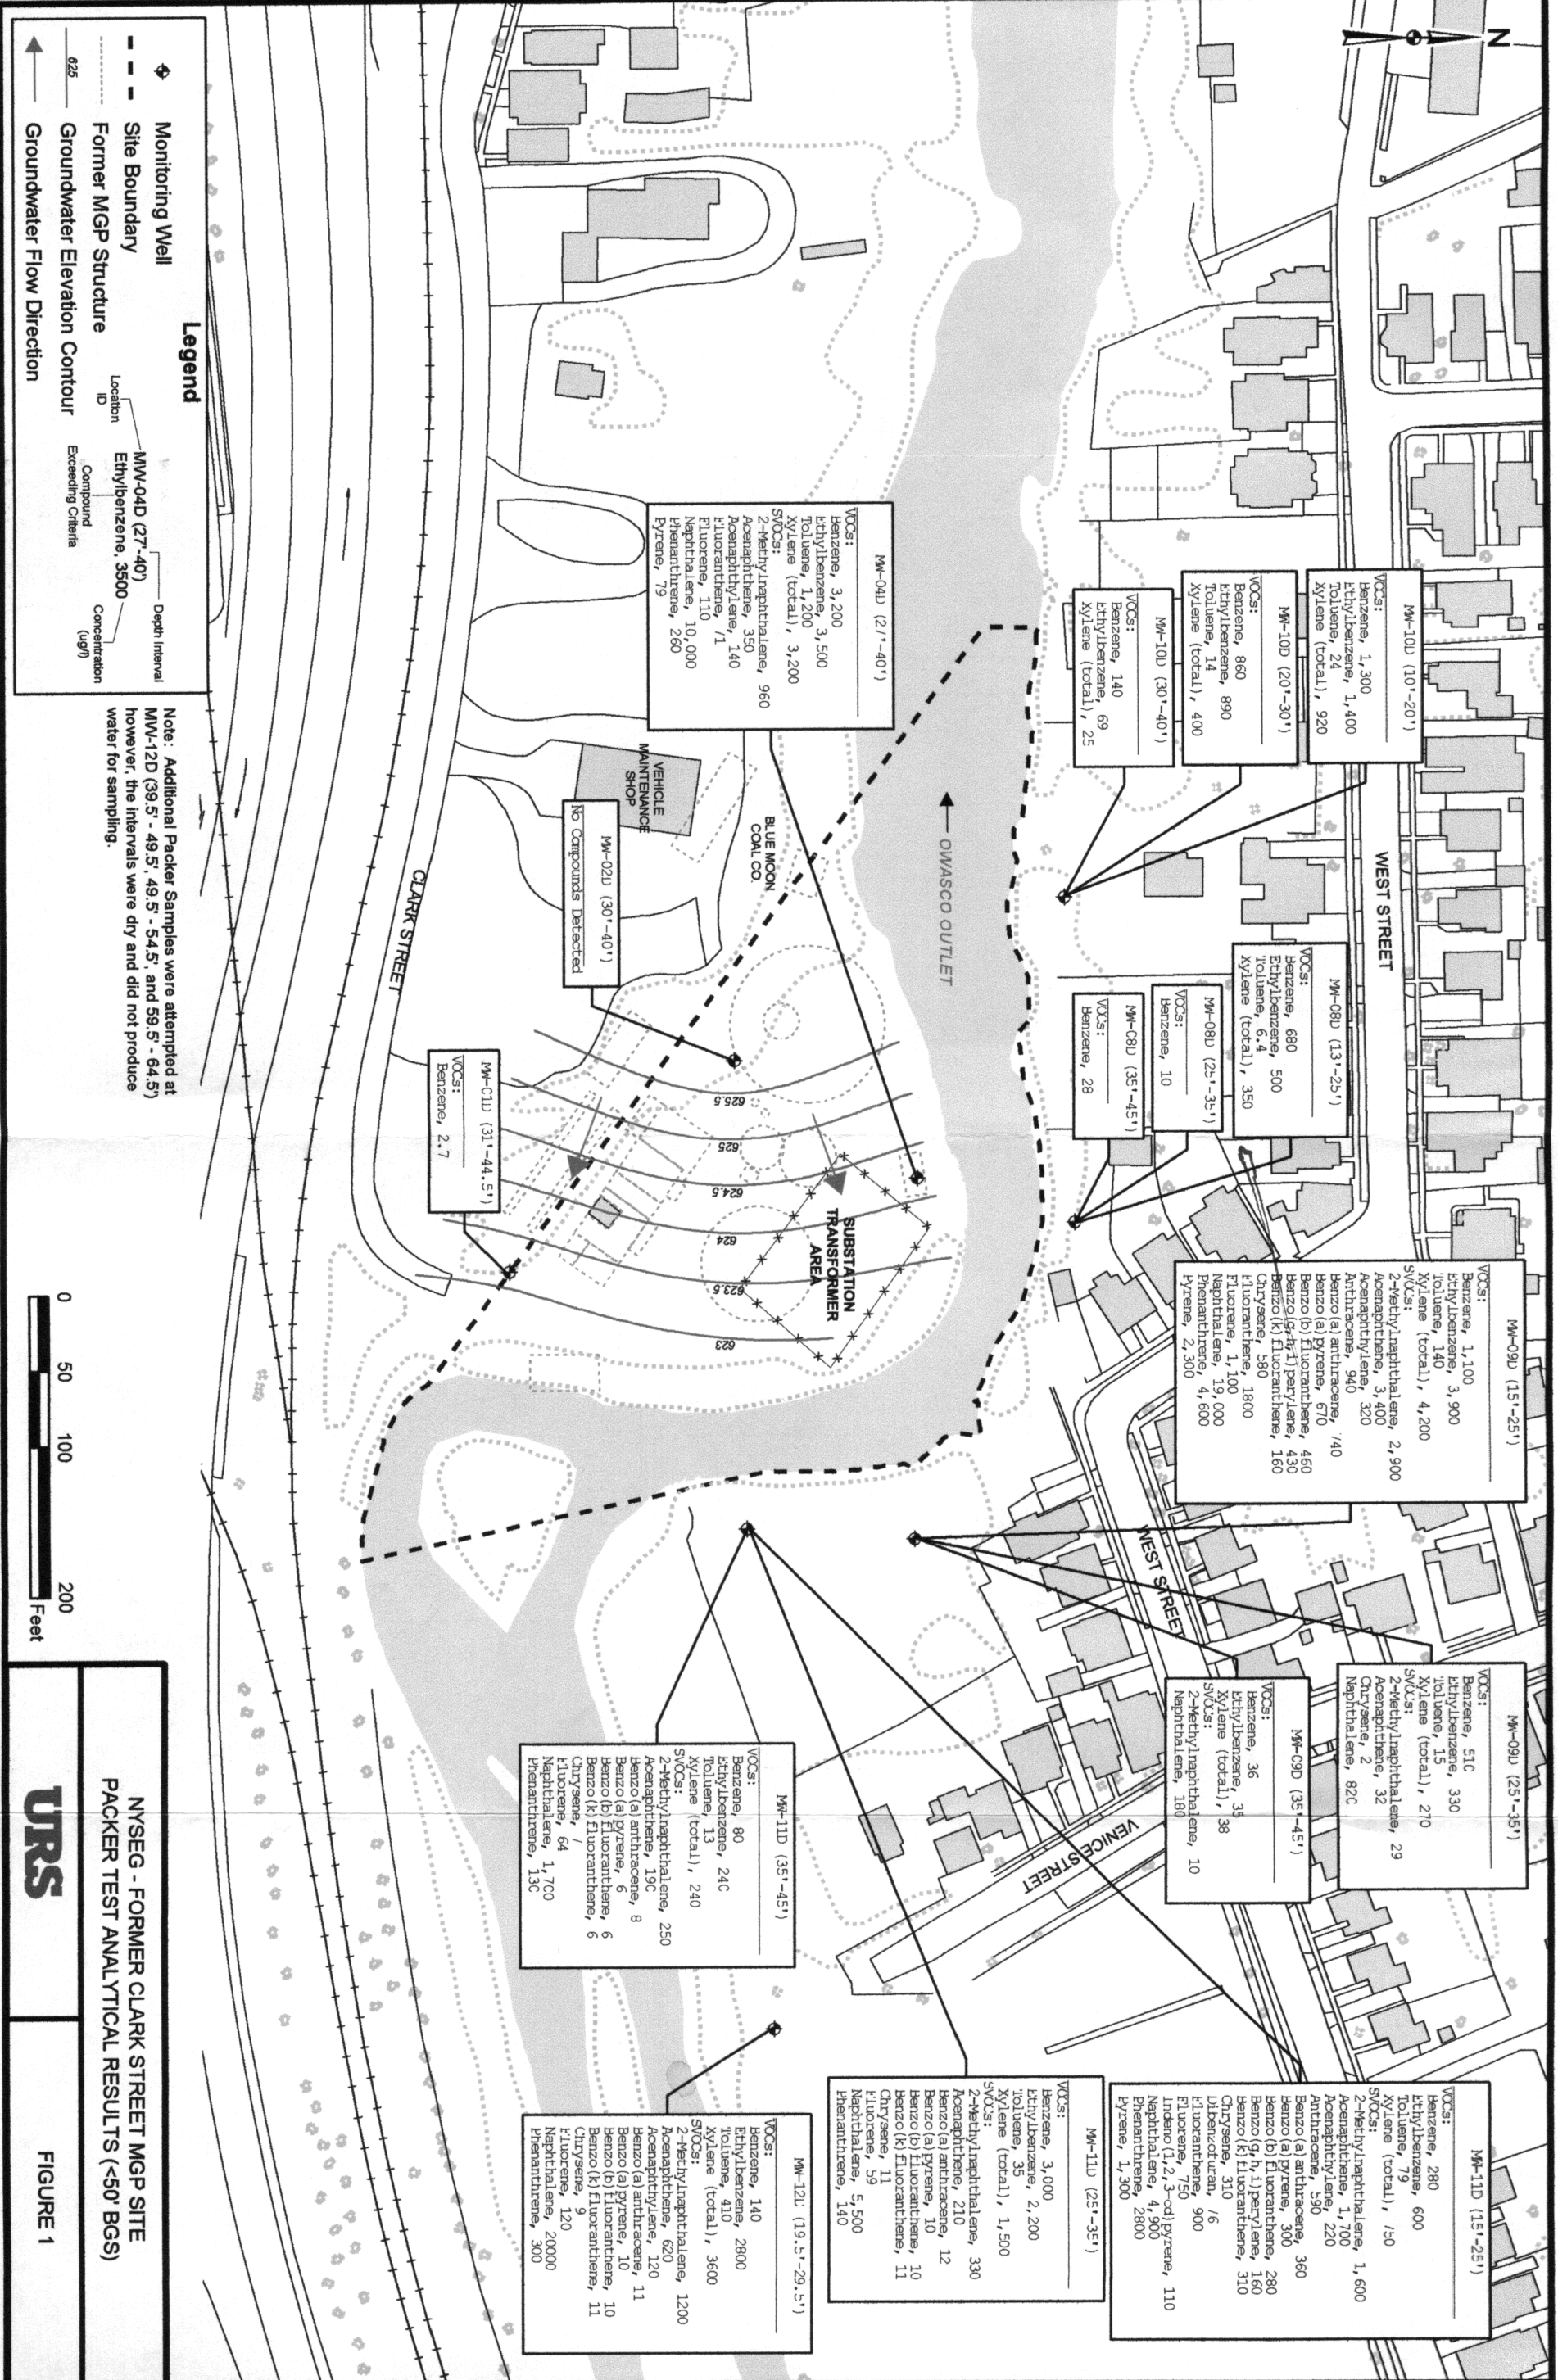 N
MW-10D (10'-20')
VOCs:
Benzene, 1,300
Ethylbenzene, 1,400
Toluene, 24
Xylene (total), 920
MW-10D (20'-30')
VOCs:
Benzene, 860
Ethylbenzene, 890
Toluene, 14
Xylene (total), 400
MW-10D (30'-40')
VOCs:
Benzene, 140
Ethylbenzene, 69
Xylene (total), 25
MW-08D (13'-25')
VOCs:
Benzene, 680
Ethylbenzene, 500
Toluene, 6.4
Xylene (total), 350
MW-08D (25'-35')
VOCs:
Benzene, 10
MW-08D (35'-45')
VOCs:
Benzene, 28
MW-09D (15'-25')
VOCs:
Benzene, 1,100
Ethylbenzene, 3,900
Toluene, 140
Xylene (total), 4,200
SVOCs:
2-Methylnaphthalene, 2,900
Acenaphthene, 3,400
Acenaphthylene, 320
Anthracene, 940
Benzo(a)anthracene, 740
Benzo(a)pyrene, 670
Benzo(b)fluoranthene, 460
Benzo(g,h,i)perylene, 430
Benzo(k)fluoranthene, 160
Chrysene, 580
Fluoranthene 1800
Fluorene, 1,100
Naphthalene, 19,000
Phenanthrene, 4,600
Pyrene, 2,300
MW-09D (25'-35')
VOCs:
Benzene, 510
Ethylbenzene, 330
Toluene, 15
Xylene (total), 270
SVOCs:
2-Methylnaphthalene, 29
Acenaphthene, 32
Chrysene, 2
Naphthalene, 820
MW-09D (35'-45')
VOCs:
Benzene, 36
Ethylbenzene, 35
Xylene (total), 38
SVOCs:
2-Methylnaphthalene, 10
Naphthalene, 180
MW-11D (15'-25')
VOCs:
Benzene, 280
Ethylbenzene, 600
Toluene, 79
Xylene (total), 750
SVOCs:
2-Methylnaphthalene, 1,600
Acenaphthene, 1,700
Acenaphthylene, 220
Anthracene, 590
Benzo(a)anthracene, 360
Benzo(a)pyrene, 300
Benzo(b)fluoranthene, 280
Benzo(g,h,i)perylene, 160
Benzo(k)fluoranthene, 310
Chrysene, 310
Dibenzofuran, 76
Fluoranthene, 900
Fluorene, 750
Indeno(1,2,3-cd)pyrene, 110
Naphthalene, 4,900
Phenanthrene, 2800
Pyrene, 1,300
MW-11D (25'-35')
VOCs:
Benzene, 3,000
Ethylbenzene, 2,200
Toluene, 35
Xylene (total), 1,500
SVOCs:
2-Methylnaphthalene, 330
Acenaphthene, 210
Benzo(a)anthracene, 12
Benzo(a)pyrene, 10
Benzo(b)fluoranthene, 10
Benzo(k)fluoranthene, 11
Chrysene, 11
Fluorene, 59
Naphthalene, 5,500
Phenanthrene, 140
MW-11D (35'-45')
VOCs:
Benzene, 80
Ethylbenzene, 240
Toluene, 13
Xylene (total), 240
SVOCs:
2-Methylnaphthalene, 250
Acenaphthene, 190
Benzo(a)anthracene, 8
Benzo(a)pyrene, 6
Benzo(b)fluoranthene, 6
Benzo(k)fluoranthene, 6
Chrysene, 7
Fluorene, 64
Naphthalene, 1,700
Phenanthrene, 130
MW-12D (19.5'-29.5')
VOCs:
Benzene, 140
Ethylbenzene, 2800
Toluene, 410
Xylene (total), 3600
SVOCs:
2-Methylnaphthalene, 1200
Acenaphthene, 620
Acenaphthylene, 120
Benzo(a)anthracene, 11
Benzo(a)pyrene, 10
Benzo(b)fluoranthene, 10
Benzo(k)fluoranthene, 11
Chrysene, 9
Fluorene, 120
Naphthalene, 20000
Phenanthrene, 300
MW-04D (27'-40')
VOCs:
Benzene, 3,200
Ethylbenzene, 3,500
Toluene, 1,200
Xylene (total), 3,200
SVOCs:
2-Methylnaphthalene, 960
Acenaphthene, 350
Acenaphthylene, 140
Fluoranthene, 71
Fluorene, 110
Naphthalene, 10,000
Phenanthrene, 260
Pyrene, 79
MW-02D (30'-40')
No Compounds Detected
MW-01D (31'-44.5')
VOCs:
Benzene, 2.7
WEST STREET
WEST STREET
VENICE STREET
OWASCO OUTLET
BLUE MOON
COAL CO.
VEHICLE
MAINTENANCE
SHOP
SUBSTATION
TRANSFORMER
AREA
CLARK STREET
625.5
625
624.5
624
623.5
623
Legend
Monitoring Well
Site Boundary
Former MGP Structure
625
Groundwater Elevation Contour
Groundwater Flow Direction
Location
ID
Depth Interval
MW-04D (27'-40')
Ethylbenzene, 3500
Compound
Exceeding Criteria
Concentration
(ug/l)
Note: Additional Packer Samples were attempted at
MW-12D (39.5' - 49.5', 49.5' - 54.5', and 59.5' - 64.5')
however, the intervals were dry and did not produce
water for sampling.
0 50 100 200
Feet
URS
NYSEG - FORMER CLARK STREET MGP SITE
PACKER TEST ANALYTICAL RESULTS (<50' BGS)
FIGURE 1